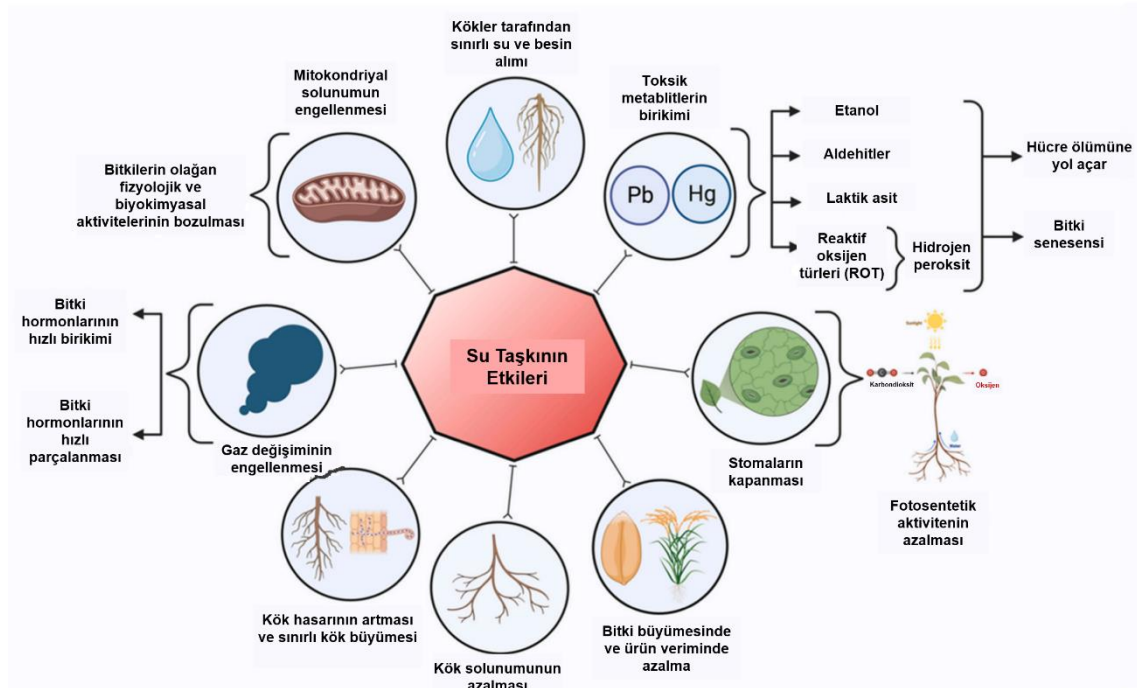 Kökler tarafından
sınırlı su ve besin
alımı
Mitokondriyal
solunumun
engellenmesi
Bitkilerin olağan
fizyolojik ve
biyokimyasal
aktivitelerinin bozulması
Toksik
metablitlerin
birikimi
Pb
Hg
Etanol
Aldehitler
Laktik asit
Reaktif
oksijen
türleri (ROT)
Hidrojen
peroksit
Hücre ölümüne
yol açar
Bitki
senesensi
Bitki
hormonlarının
hızlı birikimi
Bitki
hormonlarının
hızlı
parçalanması
Gaz değişiminin
engellenmesi
Su Taşkının
Etkileri
Stomaların
kapanması
Sunlight
Karbondioksit
Oksijen
Water
Fotosentetik
aktivitenin
azalması
Kök hasarının artması
ve sınırlı kök büyümesi
Kök solunumunun
azalması
Bitki büyümesinde
ve ürün veriminde
azalma